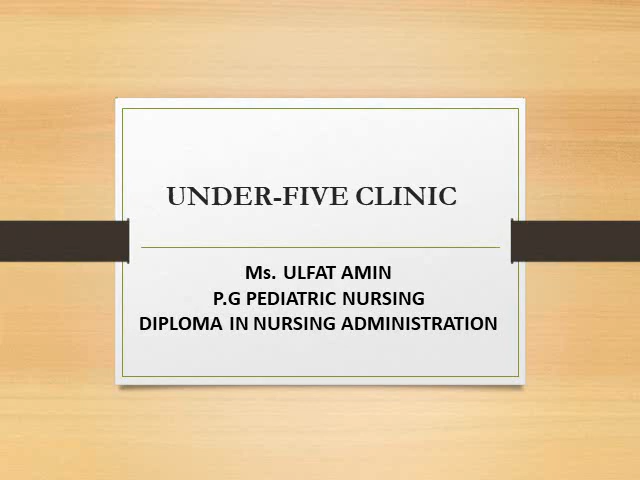 UNDER-FIVE CLINIC
Ms. ULFAT AMIN
P.G PEDIATRIC NURSING
DIPLOMA IN NURSING ADMINISTRATION